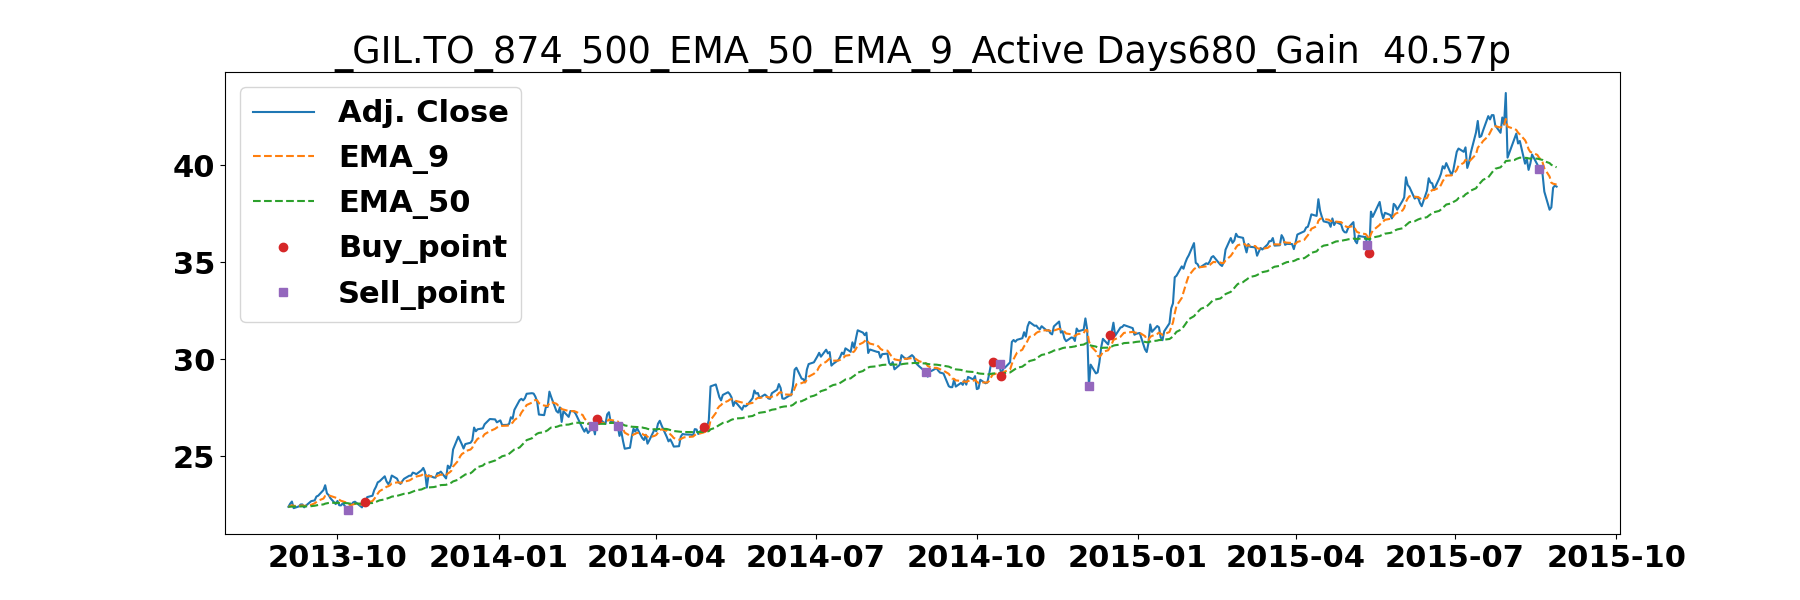 _GIL.TO_874_500_EMA_50_EMA_9_Active Days680_Gain  40.57p
Adj. Close
EMA_9
EMA_50
Buy_point
Sell_point
40
35
30
25
2013-10 2014-01 2014-04 2014-07 2014-10 2015-01 2015-04 2015-07 2015-10